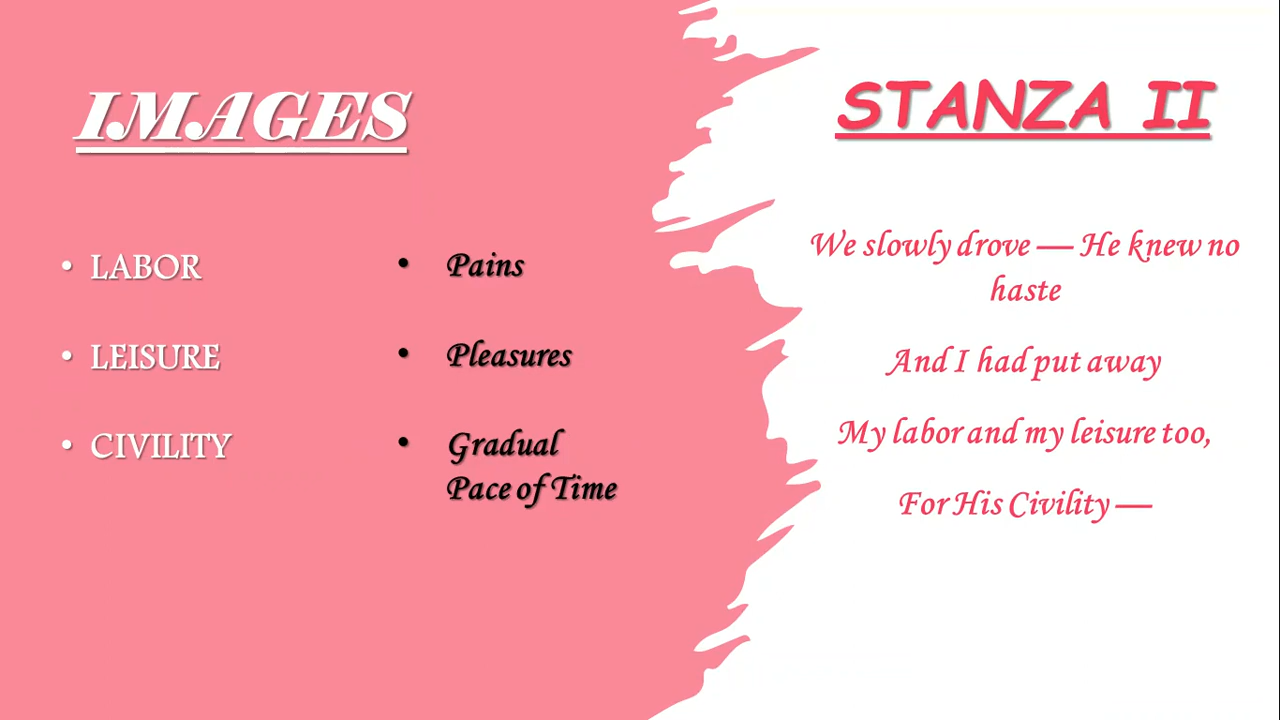 IMAGES
• LABOR
• LEISURE
• CIVILITY
• Pains
• Pleasures
• Gradual
Pace of Time
STANZA II
We slowly drove — He knew no
haste
And I had put away
My labor and my leisure too,
For His Civility —